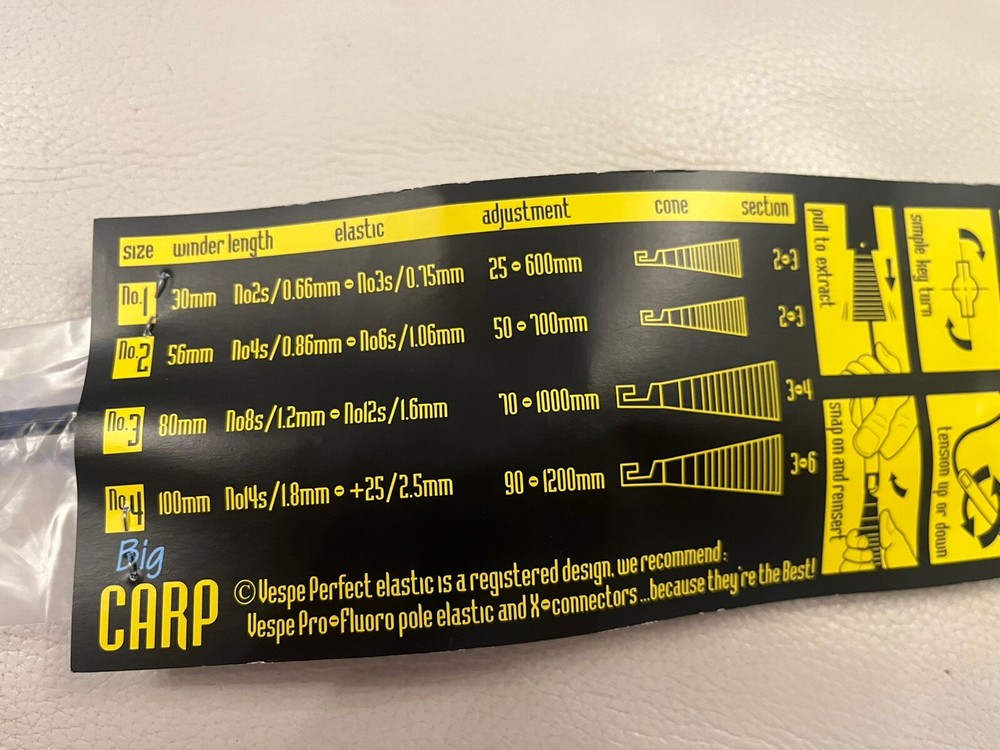 size winder length elastic adjustment cone section
No.1 30mm No2s/0.66mm-No3s/0.75mm 25-600mm 2-3
No.2 56mm No4s/0.86mm-No6s/1.06mm 50-700mm 2-3
No.3 80mm No8s/1.2mm-No12s/1.6mm 70-1000mm 3-4
No.4 100mm No14s/1.8mm-+25/2.5mm 90-1200mm 3-6
Big
CARP
© Vespe Perfect elastic is a registered design, we recommend:
Vespe Pro-fluoro pole elastic and X-connectors ...because they're the Best!
pull to extract
simple key turn
snap on and reinsert
tension up or down